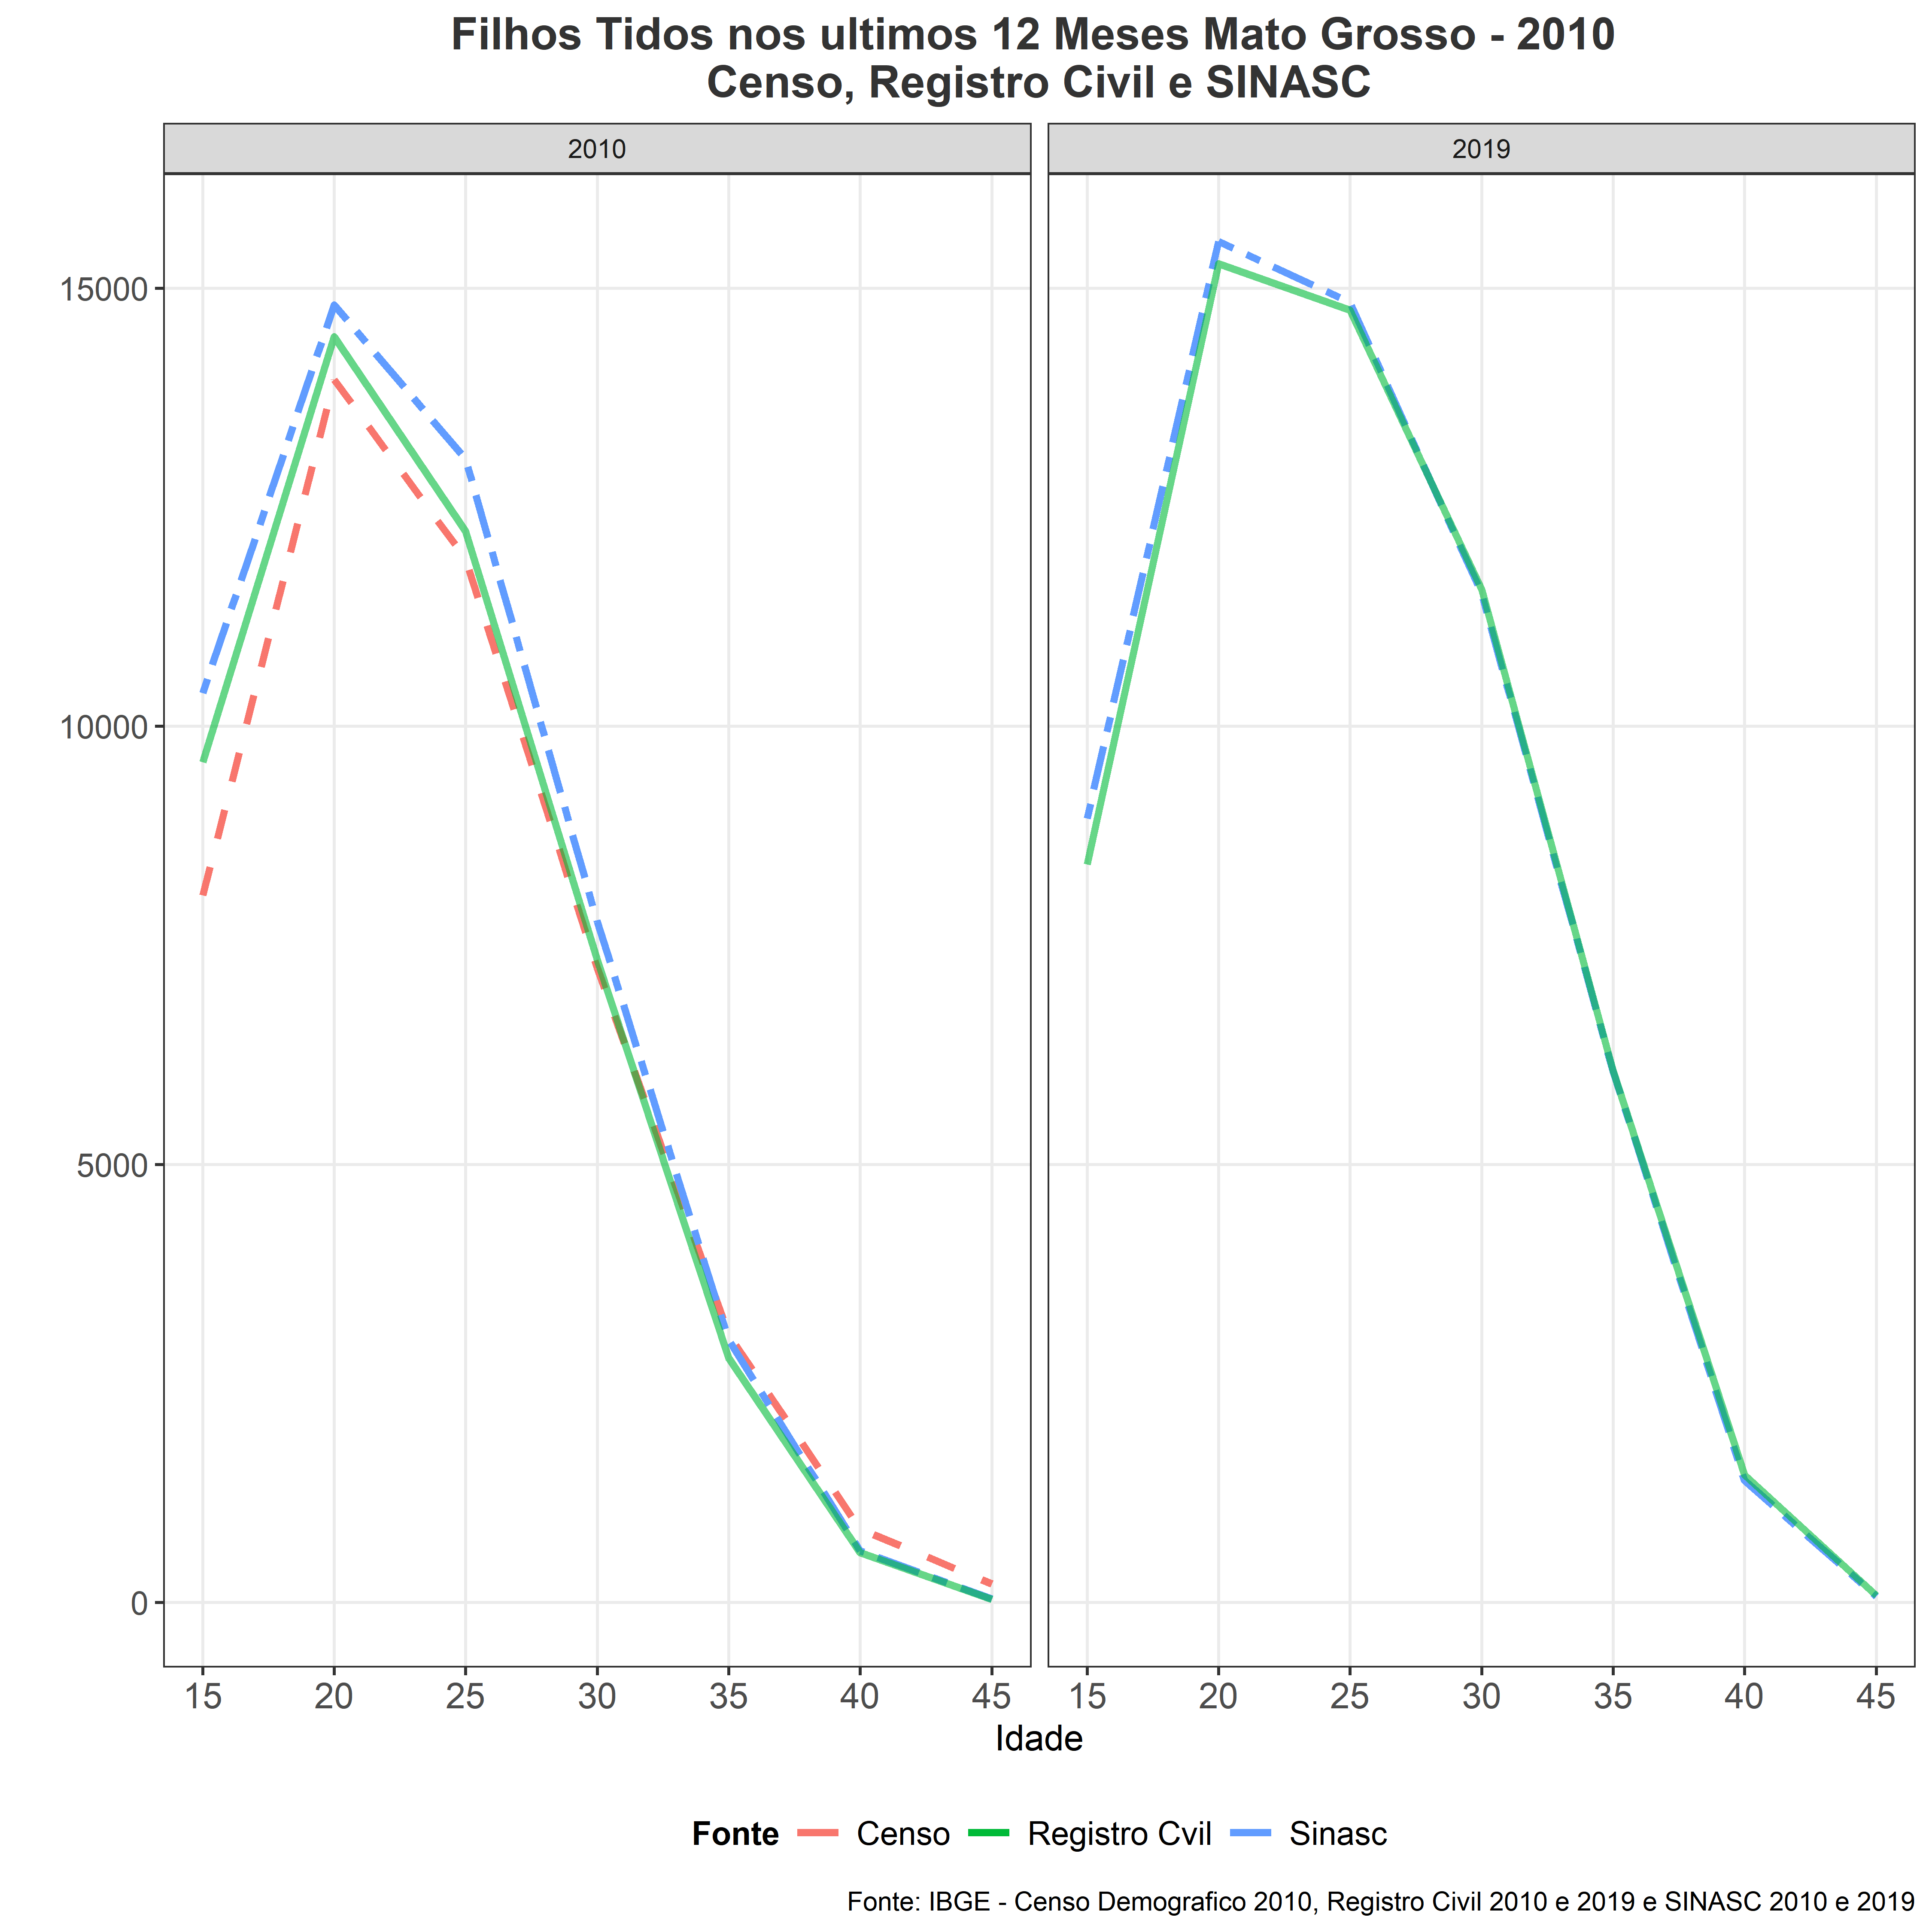 Filhos Tidos nos ultimos 12 Meses Mato Grosso - 2010
Censo, Registro Civil e SINASC
2010
2019
15000
10000
5000
0
15 20 25 30 35 40 45
15 20 25 30 35 40 45
Idade
Fonte Censo Registro Cvil Sinasc
Fonte: IBGE - Censo Demografico 2010, Registro Civil 2010 e 2019 e SINASC 2010 e 2019